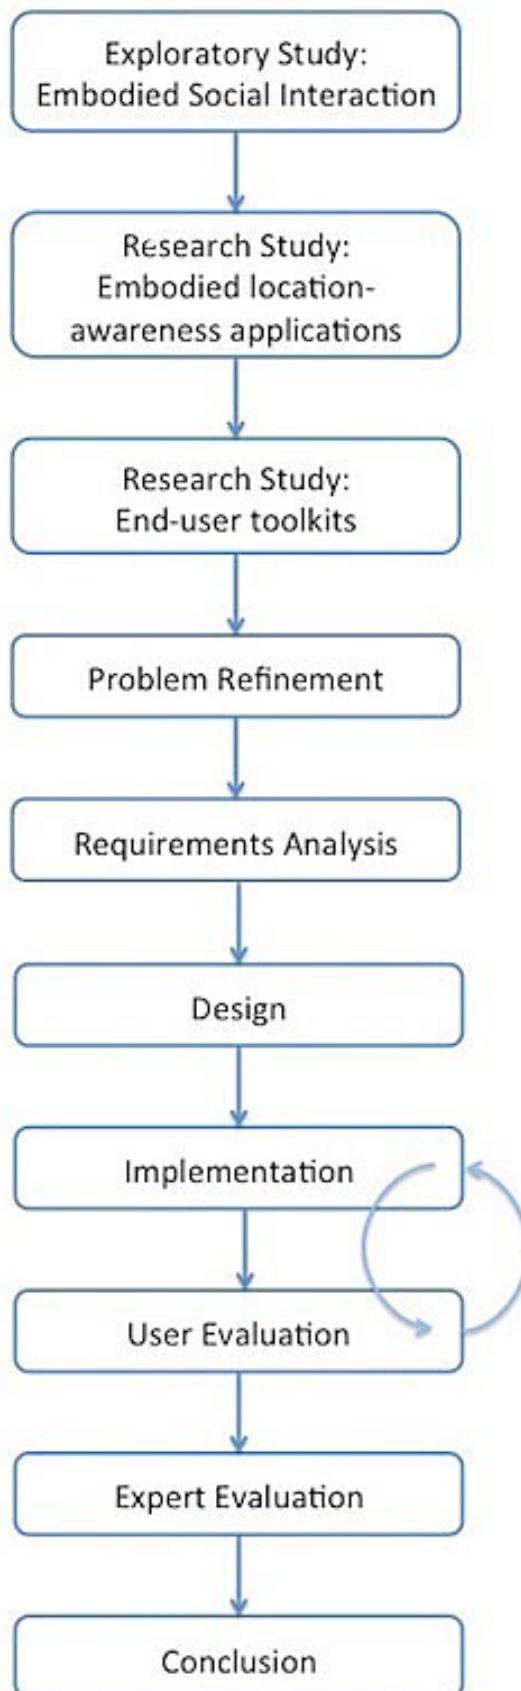 Exploratory Study:
Embodied Social Interaction
Research Study:
Embodied location-
awareness applications
Research Study:
End-user toolkits
Problem Refinement
Requirements Analysis
Design
Implementation
User Evaluation
Expert Evaluation
Conclusion